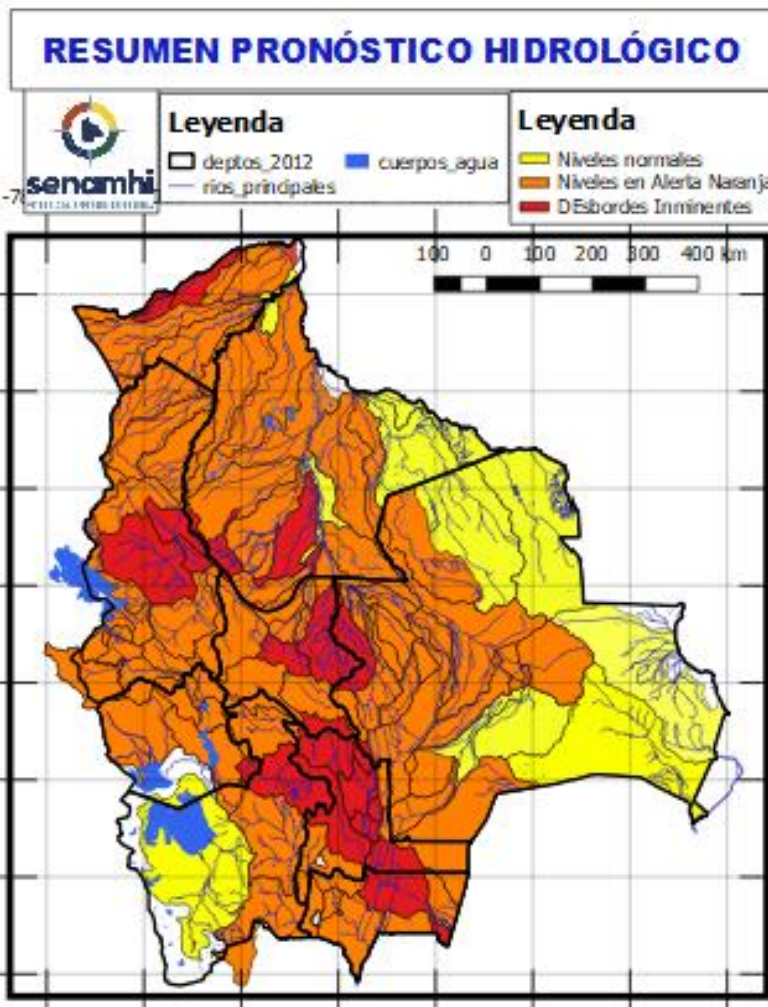 RESUMEN PRONÓSTICO HIDROLÓGICO
senamhi
Leyenda
deptos_2012
cuerpos_agua
rios_principales
Leyenda
Niveles normales
Niveles en Alerta Naranja
DEsbordes Inminentes
100 0 100 200 300 400 km